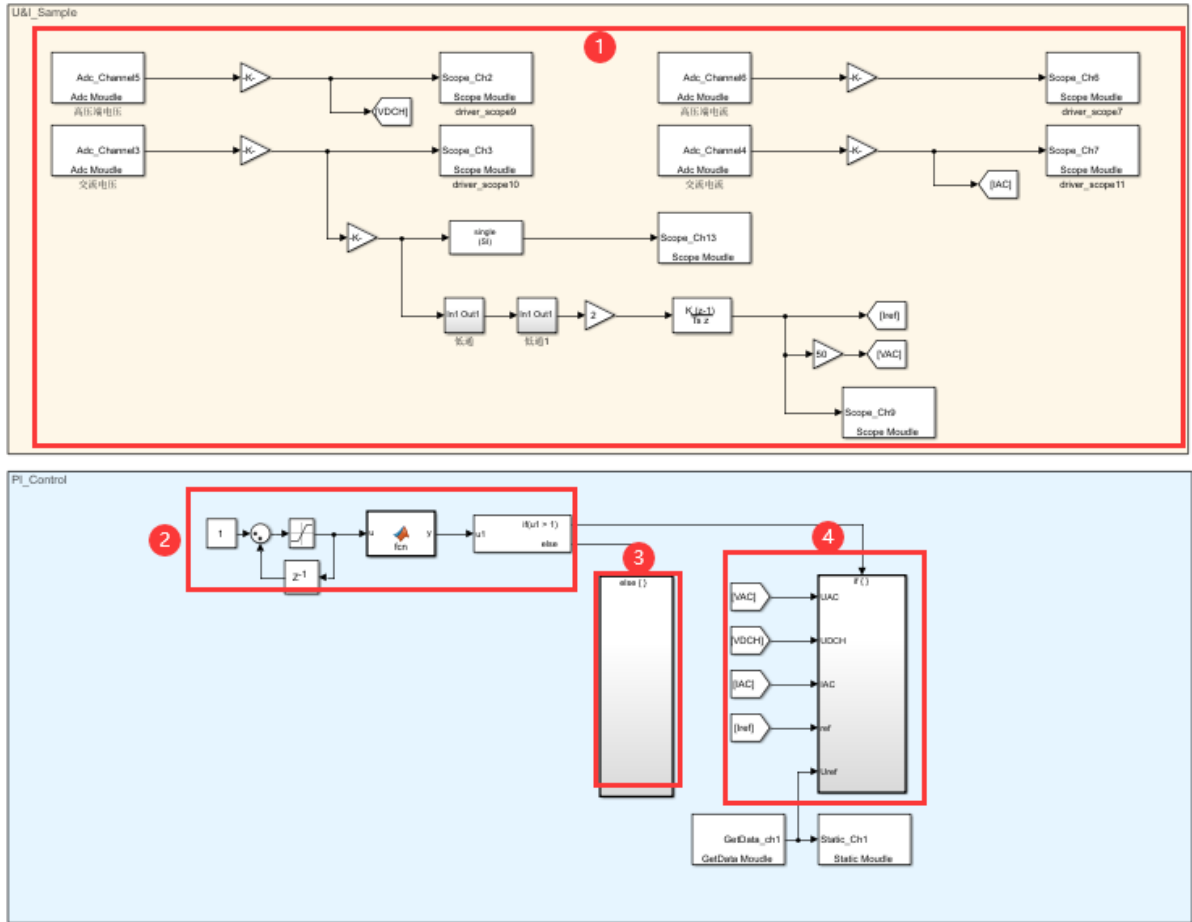 U&I_Sample
1
Adc_Channel5
Adc Moudle
高压端电压
-K-
[VDCH]
Scope_Ch2
Scope Moudle
driver_scope9
Adc_Channel6
Adc Moudle
高压端电流
-K-
Scope_Ch6
Scope Moudle
driver_scope7
Adc_Channel3
Adc Moudle
交流电压
-K-
Scope_Ch3
Scope Moudle
driver_scope10
Adc_Channel4
Adc Moudle
交流电流
-K-
[IAC]
Scope_Ch7
Scope Moudle
driver_scope11
-K-
single
(SI)
Scope_Ch13
Scope Moudle
In1 Out1
低通
In1 Out1
低通1
2
K (z-1)
Ts z
[Iref]
50
[VAC]
Scope_Ch9
Scope Moudle
PI_Control
2
1
z-1
u
y
fcn
u1
if(u1 > 1)
else
3
else { }
4
if { }
[VAC]
UAC
[VDCH]
UDCH
[IAC]
IAC
[Iref]
ref
Uref
GetData_ch1
GetData Moudle
Static_Ch1
Static Moudle